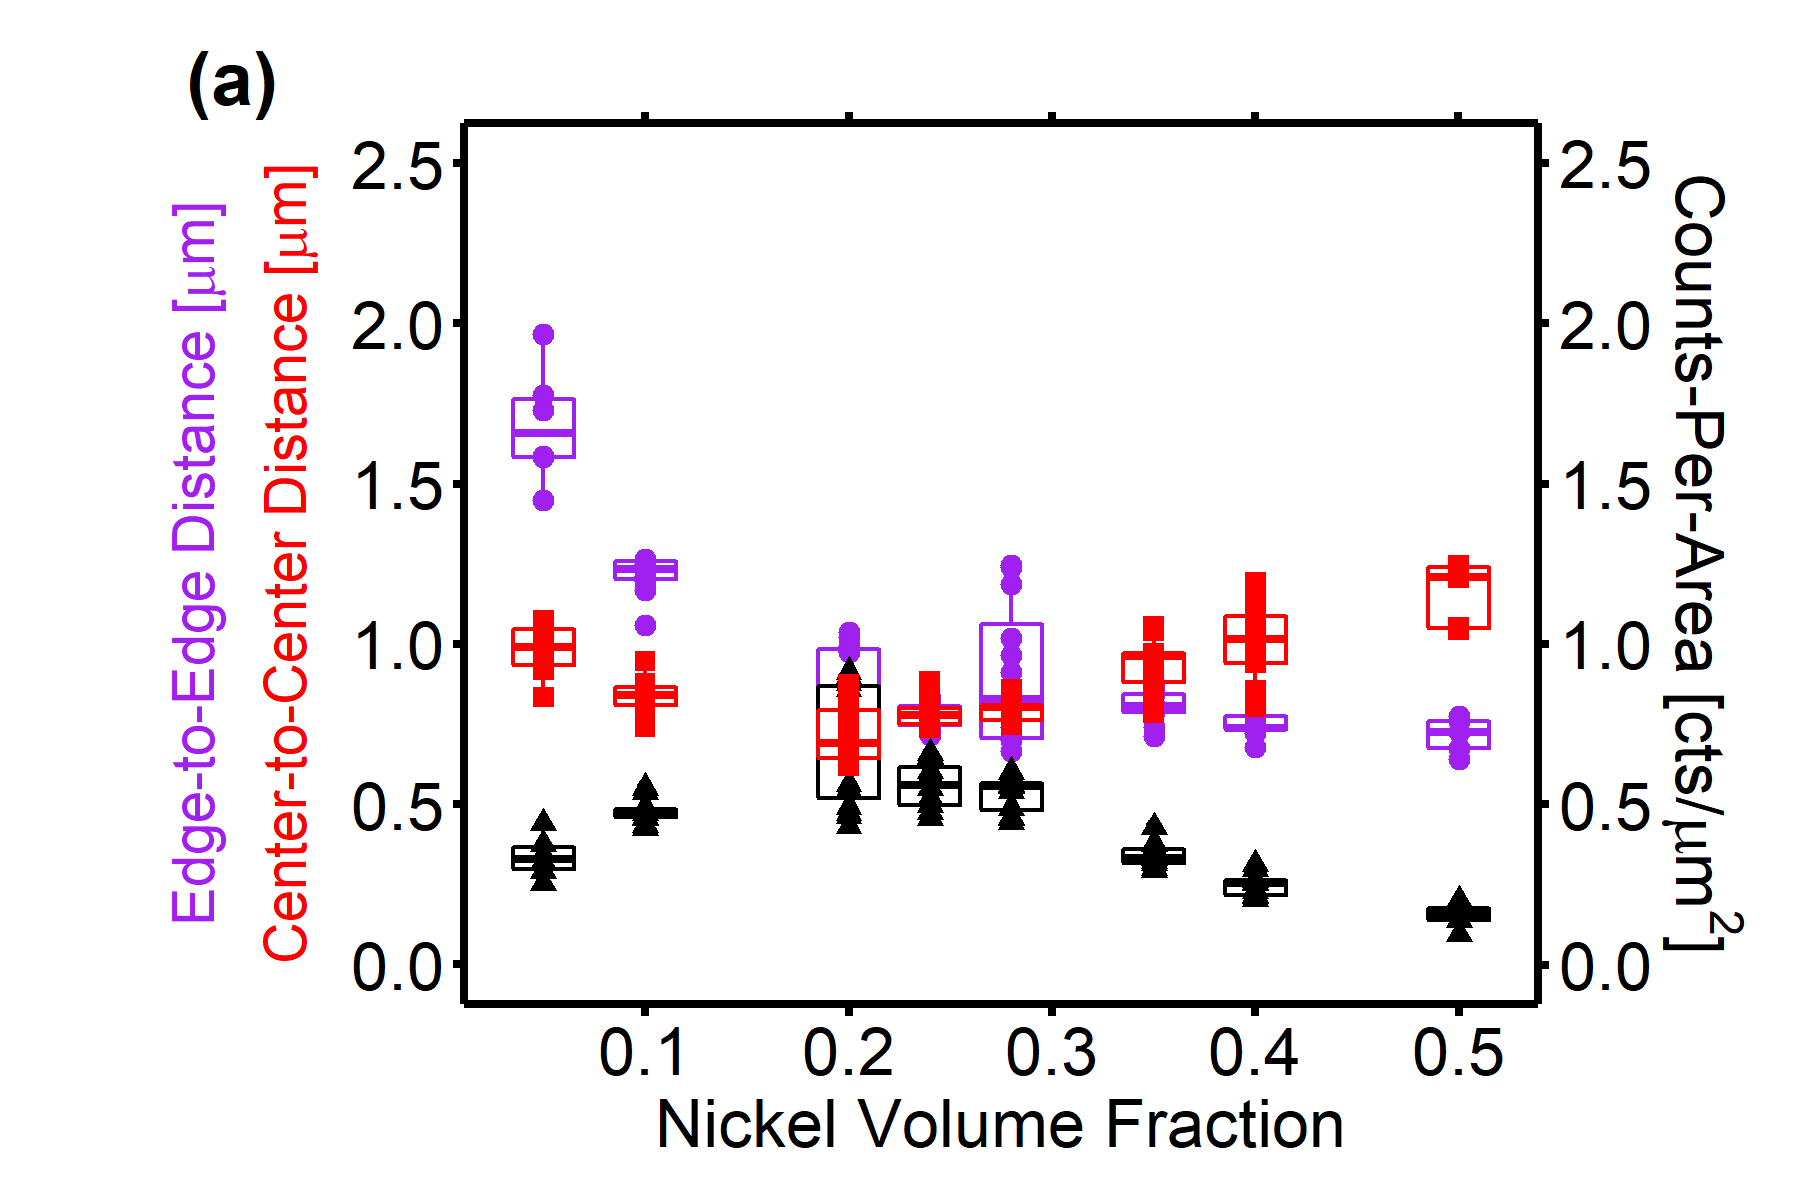 (a)
Edge-to-Edge Distance [μm]
Center-to-Center Distance [μm]
2.5
2.0
1.5
1.0
0.5
0.0
2.5
2.0
1.5
1.0
0.5
0.0
Counts-Per-Area [cts/μm²]
0.1 0.2 0.3 0.4 0.5
Nickel Volume Fraction